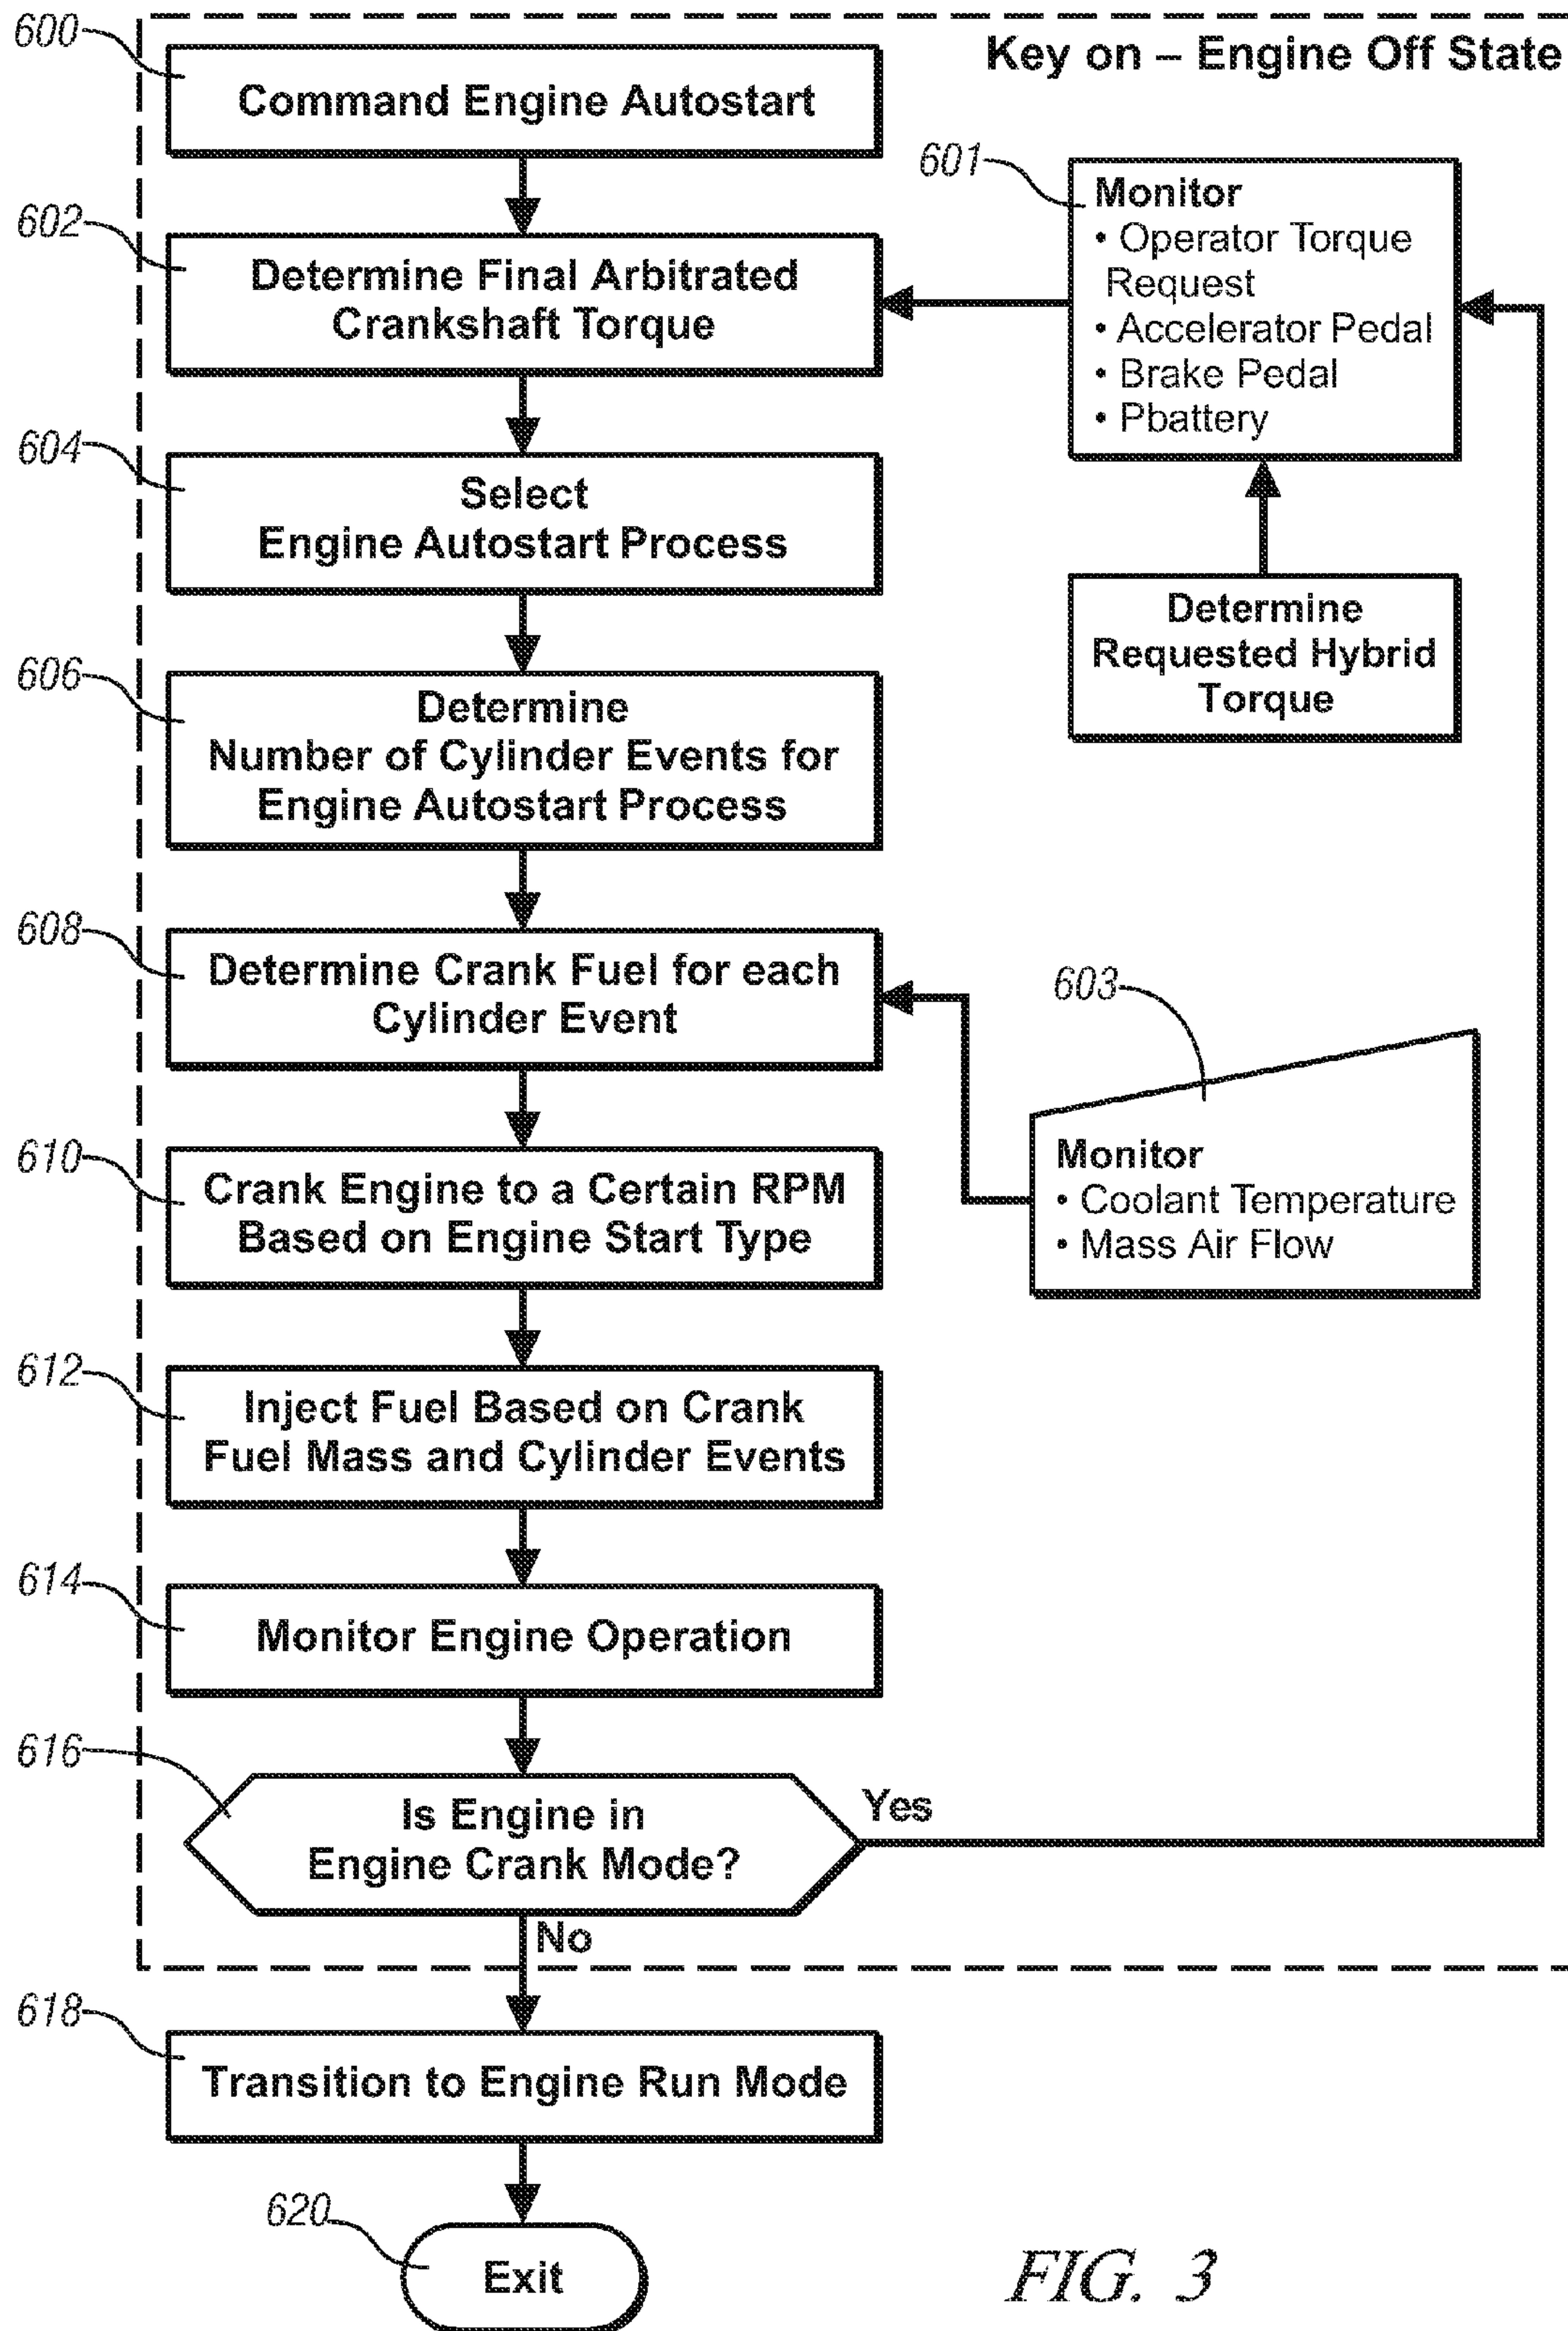 Key on – Engine Off State
600
Command Engine Autostart
601
Monitor
• Operator Torque
Request
• Accelerator Pedal
• Brake Pedal
• Pbattery
602
Determine Final Arbitrated
Crankshaft Torque
604
Select
Engine Autostart Process
Determine
Requested Hybrid
Torque
606
Determine
Number of Cylinder Events for
Engine Autostart Process
608
Determine Crank Fuel for each
Cylinder Event
603
Monitor
• Coolant Temperature
• Mass Air Flow
610
Crank Engine to a Certain RPM
Based on Engine Start Type
612
Inject Fuel Based on Crank
Fuel Mass and Cylinder Events
614
Monitor Engine Operation
616
Is Engine in
Engine Crank Mode?
Yes
No
618
Transition to Engine Run Mode
620
Exit
FIG. 3